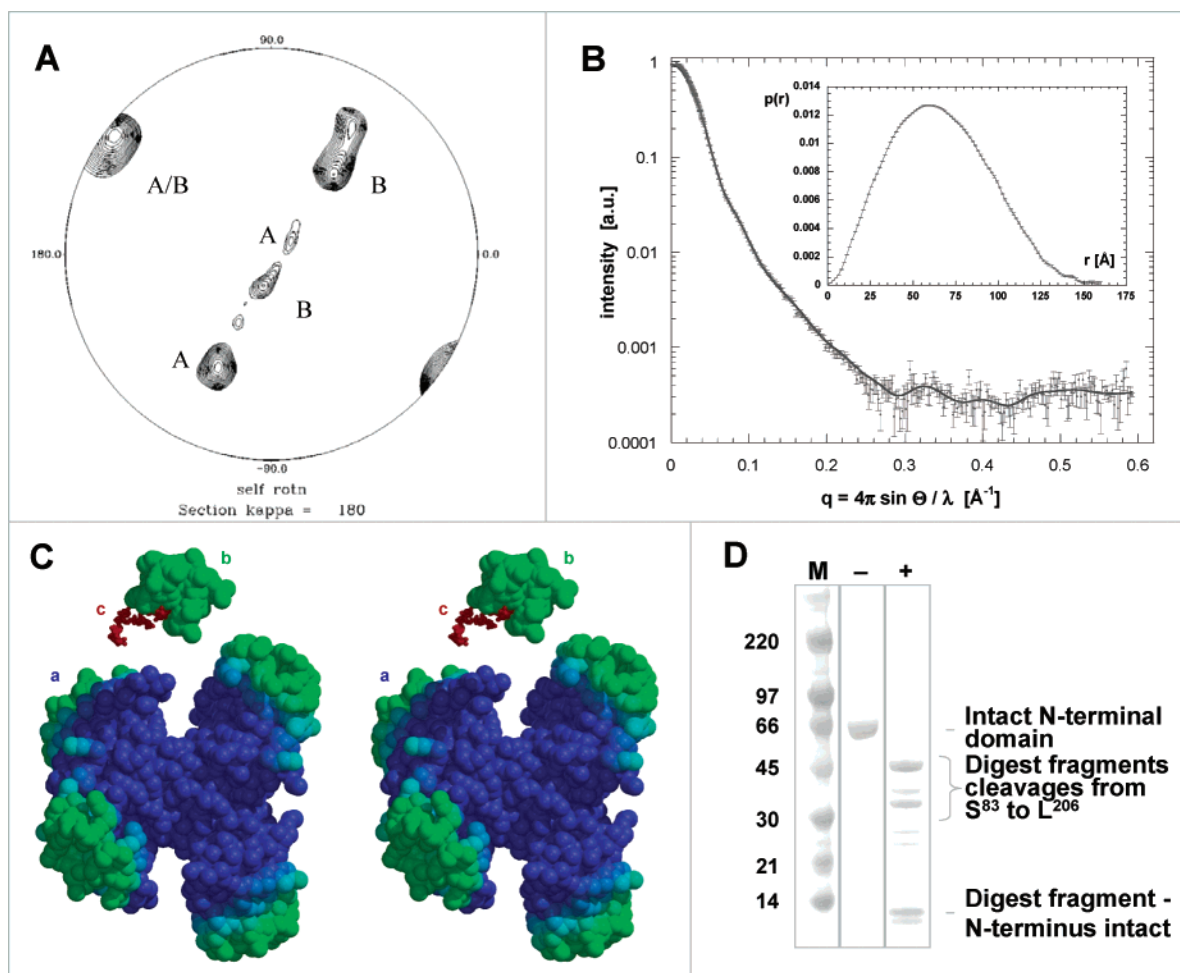 A
90.0
A/B
B
A
180.0
0.0
B
A
-90.0
self rotn
Section kappa = 180
B
1
0.1
0.01
0.001
0.0001
intensity [a.u.]
0 0.1 0.2 0.3 0.4 0.5 0.6
q = 4π sin Θ / λ [Å⁻¹]
p(r)
0.014
0.012
0.01
0.008
0.006
0.004
0.002
0
r [Å]
0 25 50 75 100 125 150 175
C
b
c
a
b
c
a
D
M – +
220
97
66
45
30
21
14
Intact N-terminal
domain
Digest fragments
cleavages from
S⁸³ to L²⁰⁶
Digest fragment -
N-terminus intact